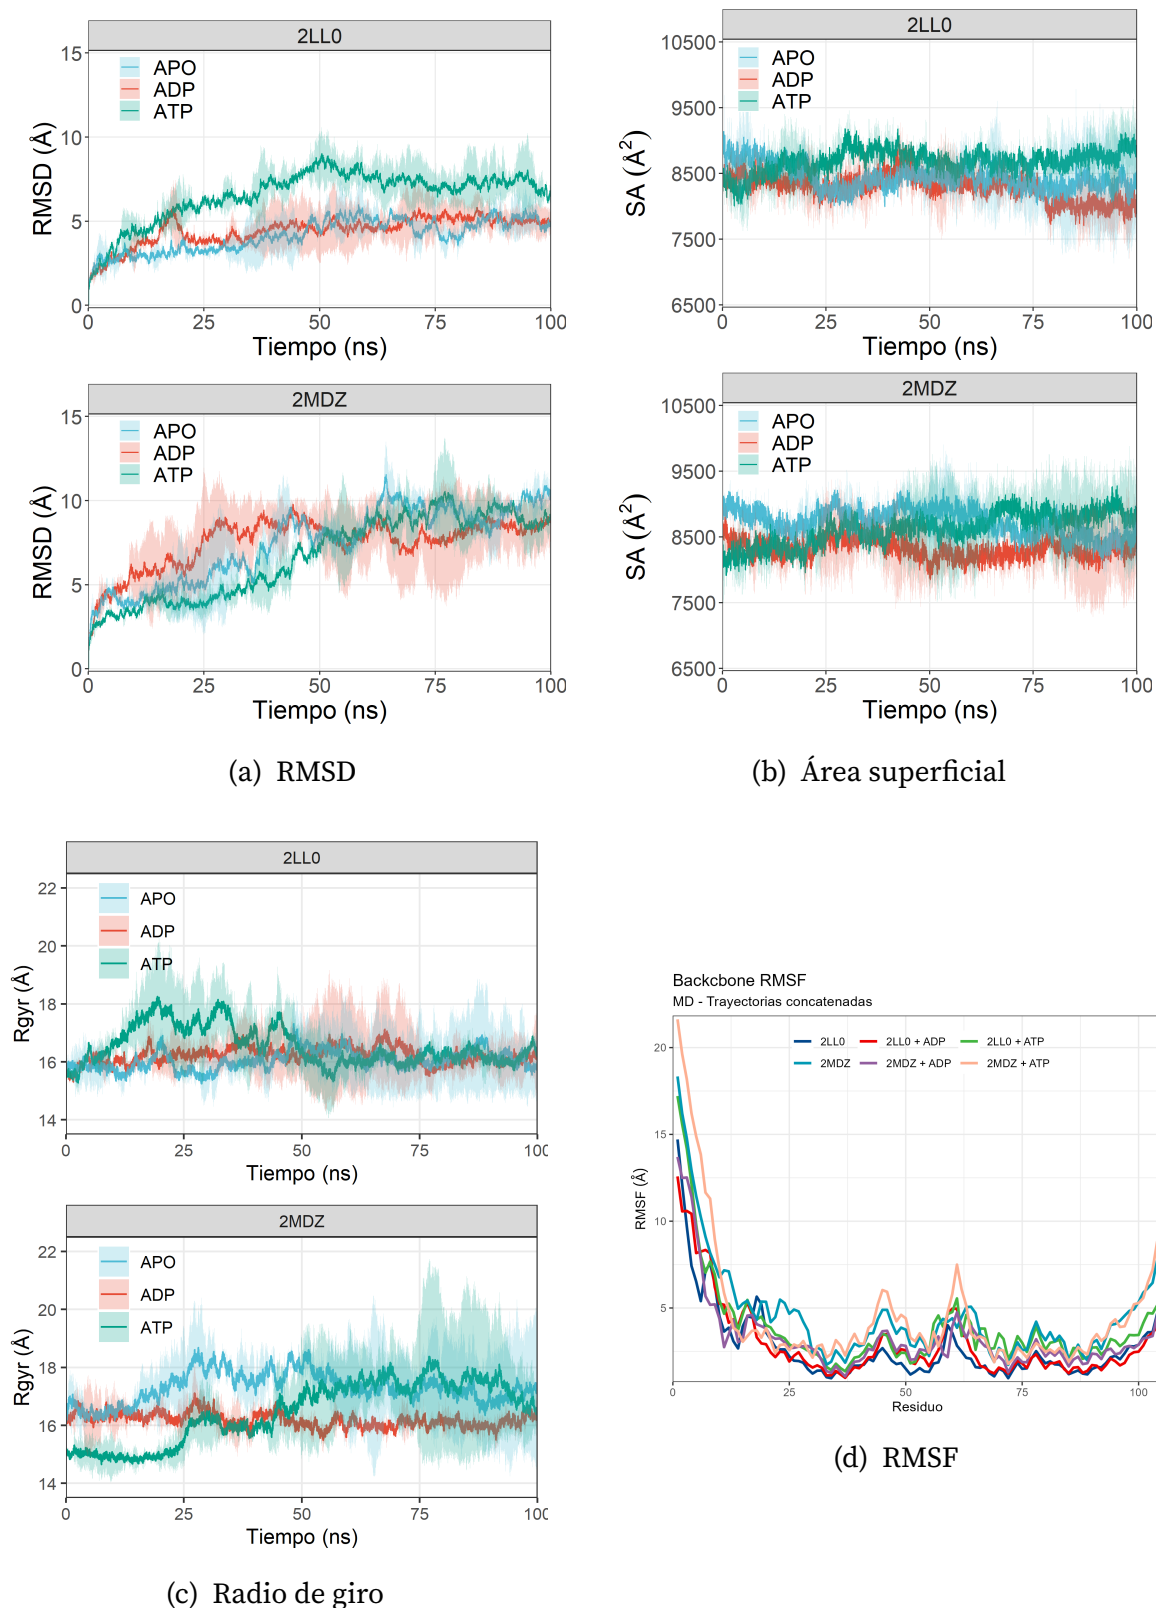 2LL0
15
10
5
0
RMSD (Å)
APO
ADP
ATP
0 25 50 75 100
Tiempo (ns)
2MDZ
15
10
5
0
RMSD (Å)
APO
ADP
ATP
0 25 50 75 100
Tiempo (ns)
(a) RMSD
2LL0
10500
9500
8500
7500
6500
SA (Å²)
APO
ADP
ATP
0 25 50 75 100
Tiempo (ns)
2MDZ
10500
9500
8500
7500
6500
SA (Å²)
APO
ADP
ATP
0 25 50 75 100
Tiempo (ns)
(b) Área superficial
2LL0
22
20
18
16
14
Rgyr (Å)
APO
ADP
ATP
0 25 50 75 100
Tiempo (ns)
2MDZ
22
20
18
16
14
Rgyr (Å)
APO
ADP
ATP
0 25 50 75 100
Tiempo (ns)
(c) Radio de giro
Backcbone RMSF
MD - Trayectorias concatenadas
2LL0 2LL0 + ADP 2LL0 + ATP
2MDZ 2MDZ + ADP 2MDZ + ATP
20
15
10
5
RMSF (Å)
0 25 50 75 100
Residuo
(d) RMSF